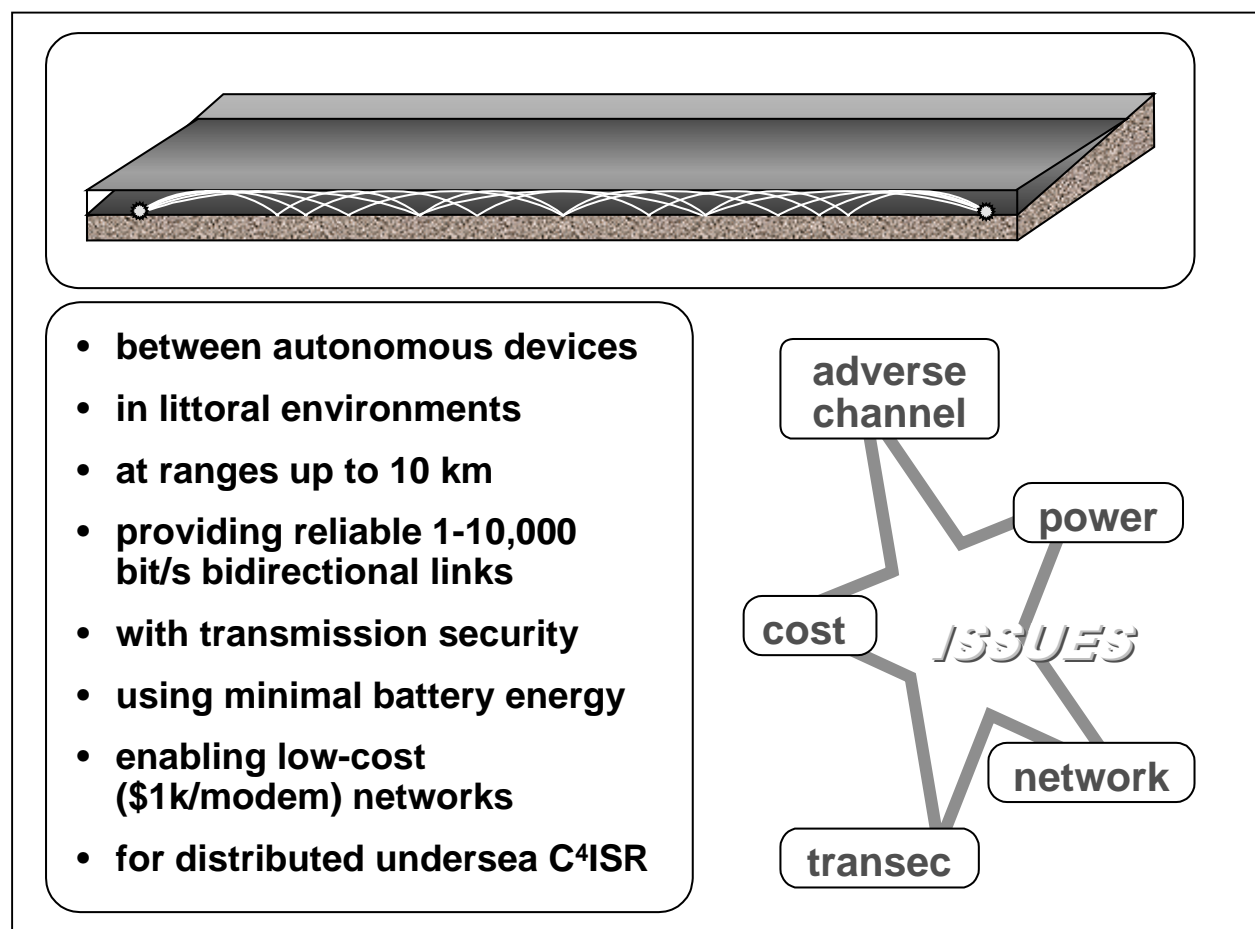 • between autonomous devices
• in littoral environments
• at ranges up to 10 km
• providing reliable 1-10,000
bit/s bidirectional links
• with transmission security
• using minimal battery energy
• enabling low-cost
($1k/modem) networks
• for distributed undersea C⁴ISR
adverse
channel
power
cost
ISSUES
network
transec